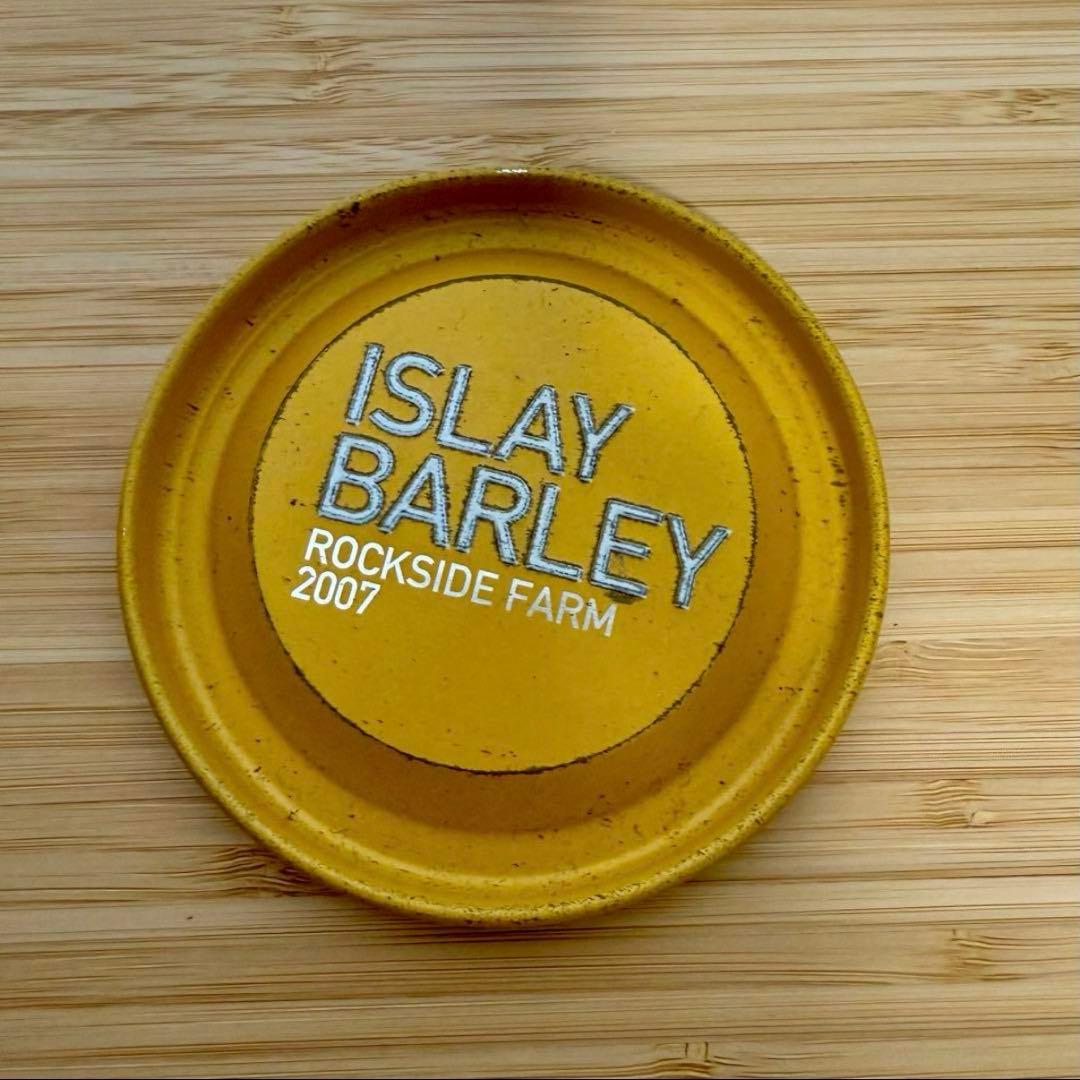 ISLAY
BARLEY
ROCKSIDE FARM
2007